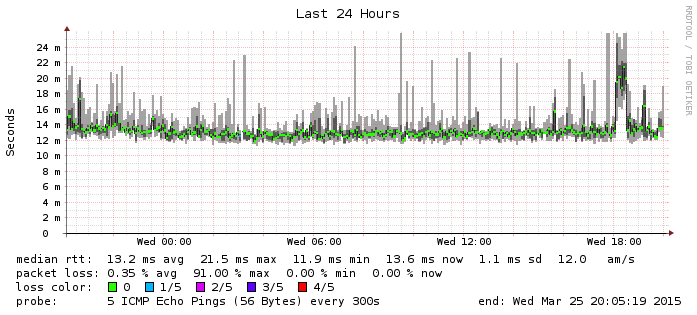 Last 24 Hours
RRDTOOL / TOBI OETIKER
Seconds
24 m
22 m
20 m
18 m
16 m
14 m
12 m
10 m
8 m
6 m
4 m
2 m
0
Wed 00:00 Wed 06:00 Wed 12:00 Wed 18:00
median rtt: 13.2 ms avg 21.5 ms max 11.9 ms min 13.6 ms now 1.1 ms sd 12.0 am/s
packet loss: 0.35 % avg 91.00 % max 0.00 % min 0.00 % now
loss color: 0 1/5 2/5 3/5 4/5
probe: 5 ICMP Echo Pings (56 Bytes) every 300s end: Wed Mar 25 20:05:19 2015